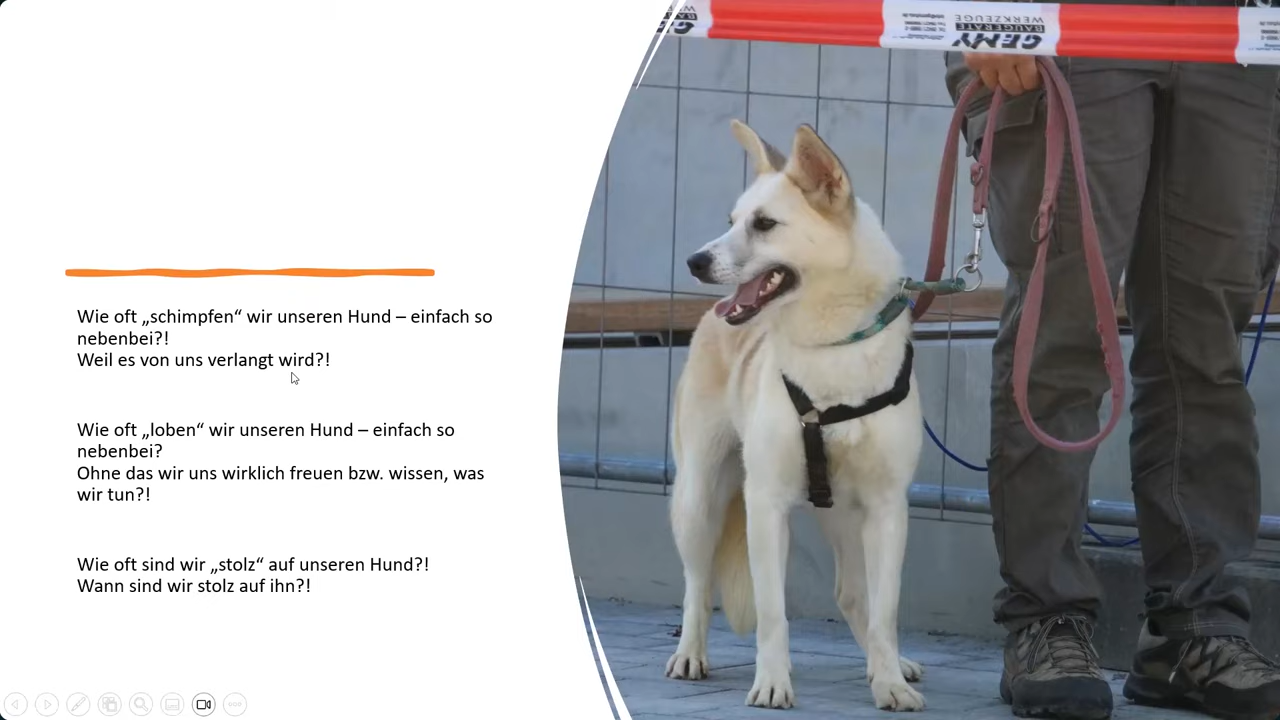 WERKZEUGE
BAUGERÄTE
GEMY
WERKZEUGE
Wie oft „schimpfen“ wir unseren Hund – einfach so
nebenbei?!
Weil es von uns verlangt wird?!
Wie oft „loben“ wir unseren Hund – einfach so
nebenbei?
Ohne das wir uns wirklich freuen bzw. wissen, was
wir tun?!
Wie oft sind wir „stolz“ auf unseren Hund?!
Wann sind wir stolz auf ihn?!